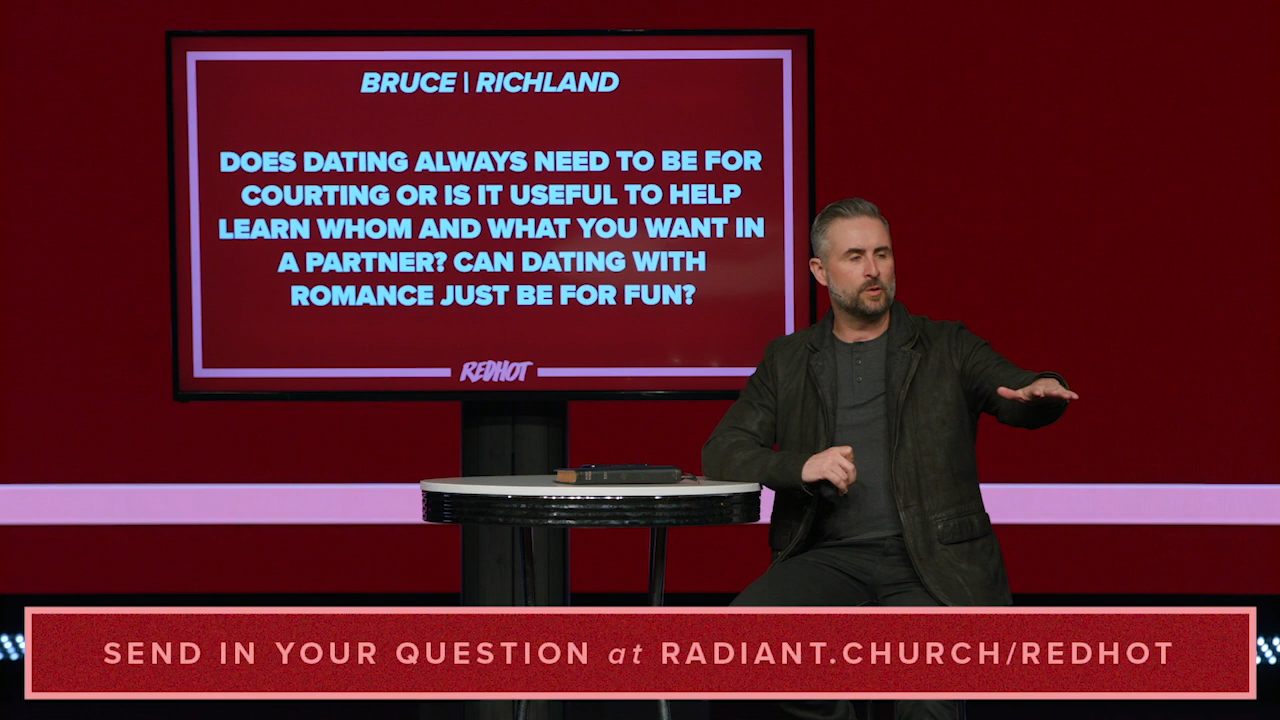 BRUCE | RICHLAND
DOES DATING ALWAYS NEED TO BE FOR
COURTING OR IS IT USEFUL TO HELP
LEARN WHOM AND WHAT YOU WANT IN
A PARTNER? CAN DATING WITH
ROMANCE JUST BE FOR FUN?
REDHOT
SEND IN YOUR QUESTION at RADIANT.CHURCH/REDHOT